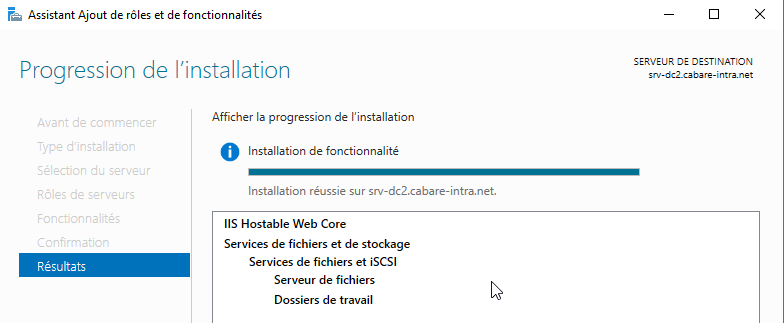 Assistant Ajout de rôles et de fonctionnalités
Progression de l'installation
SERVEUR DE DESTINATION
srv-dc2.cabare-intra.net
Avant de commencer
Type d'installation
Sélection du serveur
Rôles de serveurs
Fonctionnalités
Confirmation
Résultats
Afficher la progression de l'installation
Installation de fonctionnalité
Installation réussie sur srv-dc2.cabare-intra.net.
IIS Hostable Web Core
Services de fichiers et de stockage
Services de fichiers et iSCSI
Serveur de fichiers
Dossiers de travail